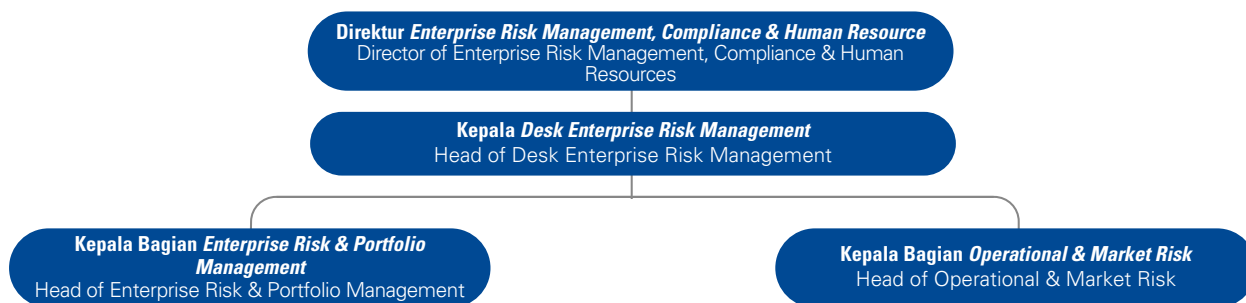 Direktur Enterprise Risk Management, Compliance & Human Resource
Director of Enterprise Risk Management, Compliance & Human
Resources
Kepala Desk Enterprise Risk Management
Head of Desk Enterprise Risk Management
Kepala Bagian Enterprise Risk & Portfolio
Management
Head of Enterprise Risk & Portfolio Management
Kepala Bagian Operational & Market Risk
Head of Operational & Market Risk